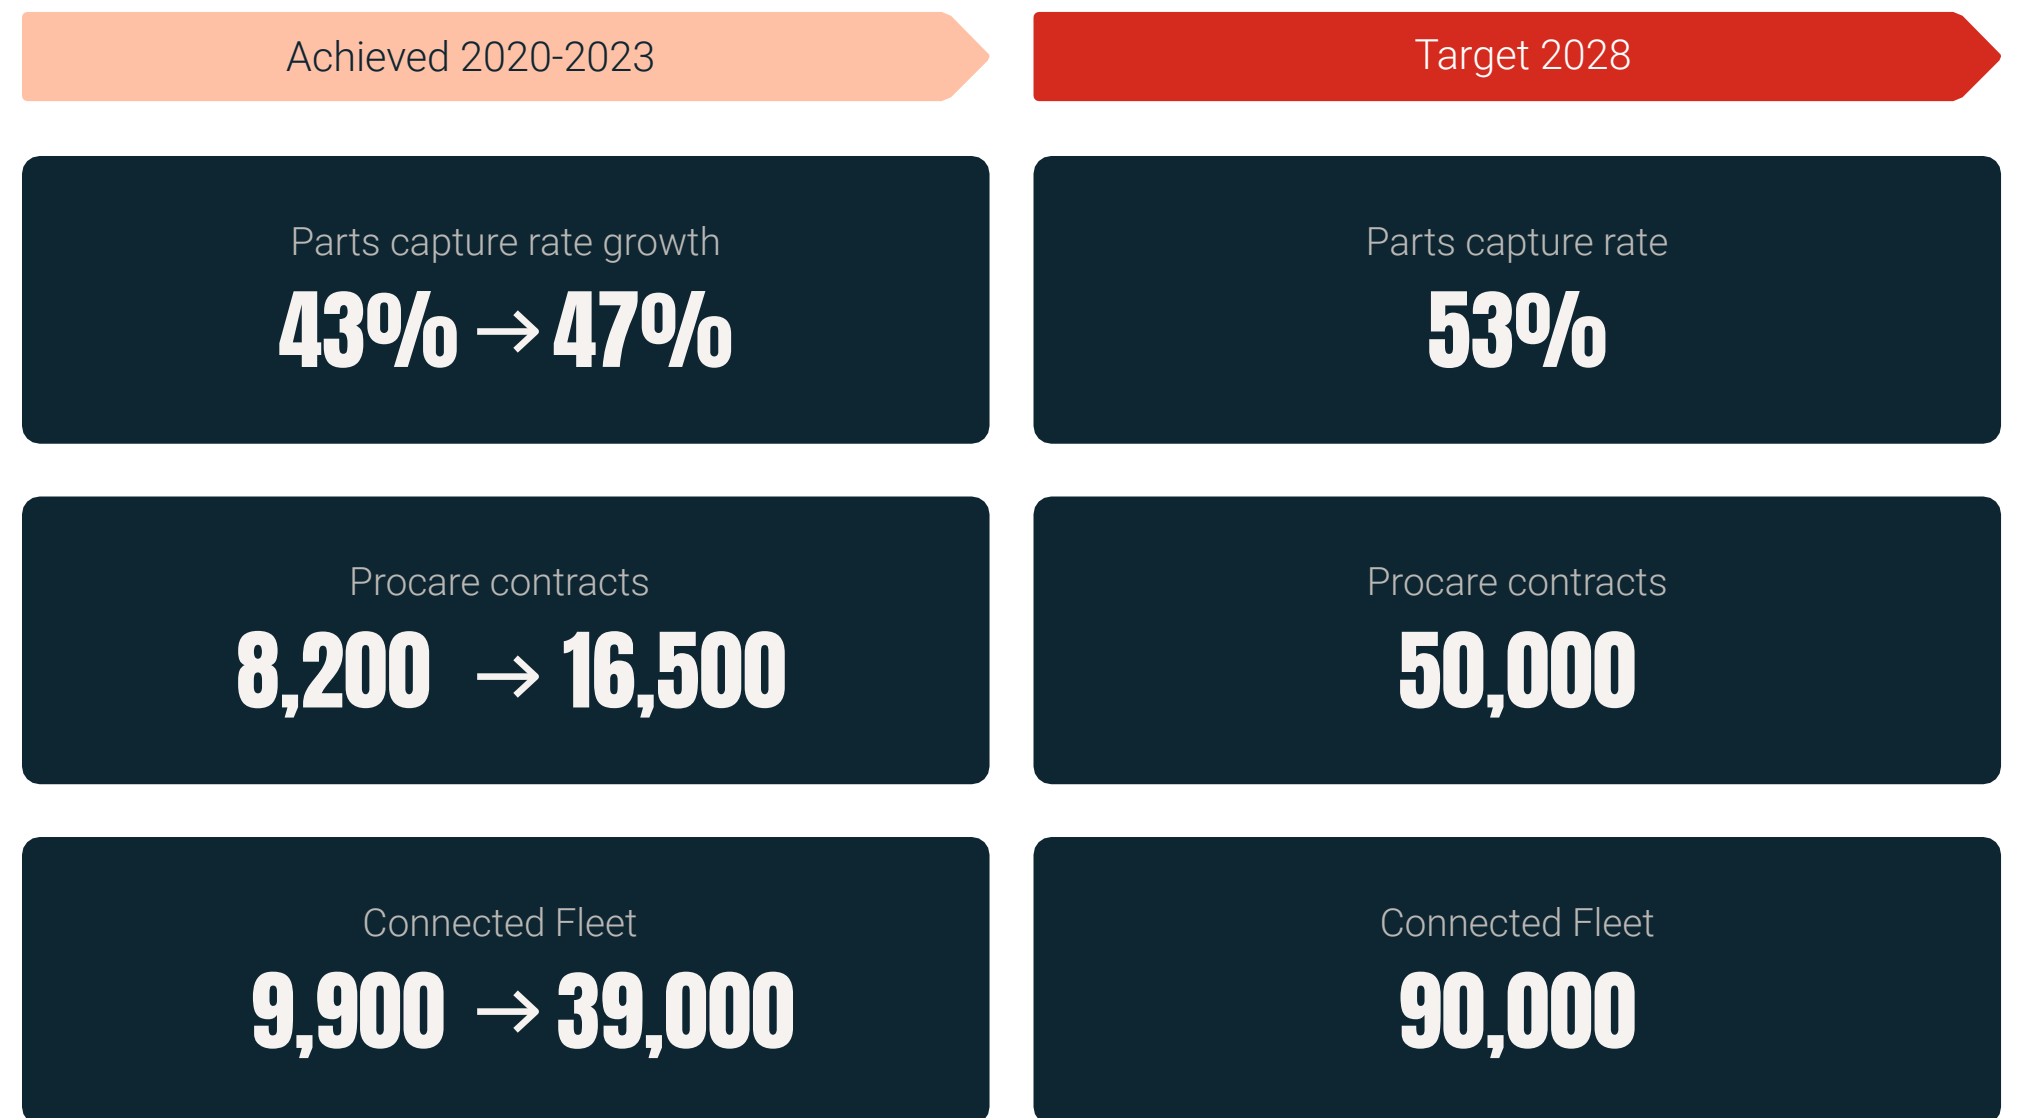 Achieved 2020-2023
Target 2028
Parts capture rate growth
43% → 47%
Parts capture rate
53%
Procare contracts
8,200 → 16,500
Procare contracts
50,000
Connected Fleet
9,900 → 39,000
Connected Fleet
90,000